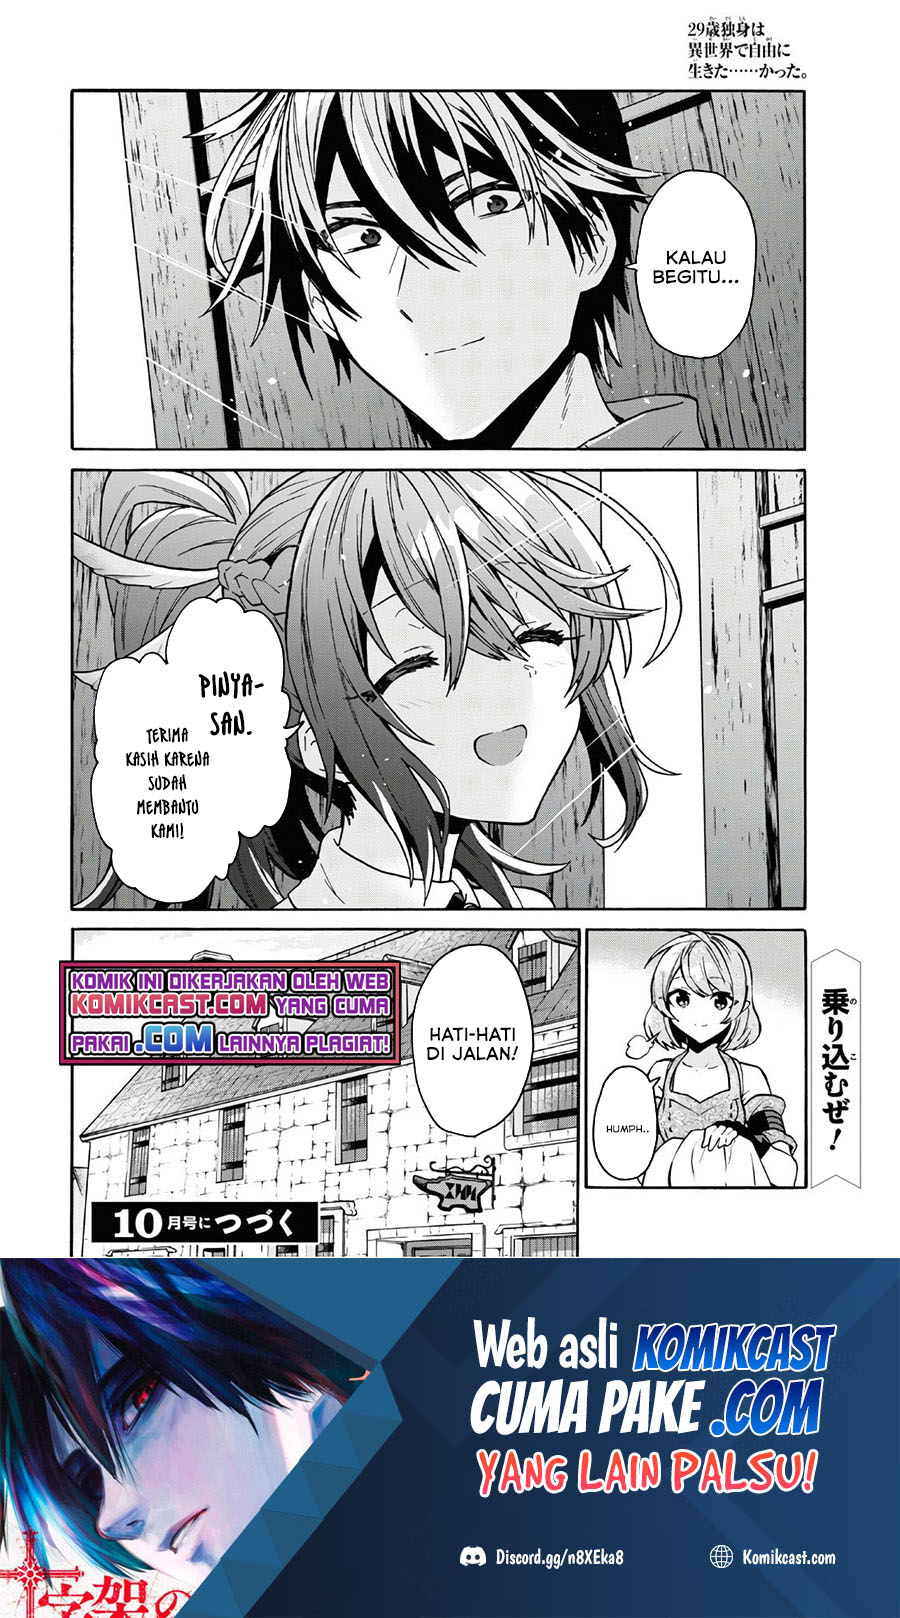 29歳独身は
異世界で自由に
生きた……かった。
KALAU
BEGITU...
PINYA-
SAN.
TERIMA
KASIH KARENA
SUDAH
MEMBANTU
KAMI!
HUMPH..
乗り込むぜ!
HATI-HATI
DI JALAN!
KOMIK INI DIKERJAKAN OLEH WEB
KOMIKCAST.COM YANG CUMA
PAKAI .COM LAINNYA PLAGIAT!
10月号につづく
Web asli KOMIKCAST
CUMA PAKE .COM
YANG LAIN PALSU!
Discord.gg/n8XEka8
Komikcast.com
字架の